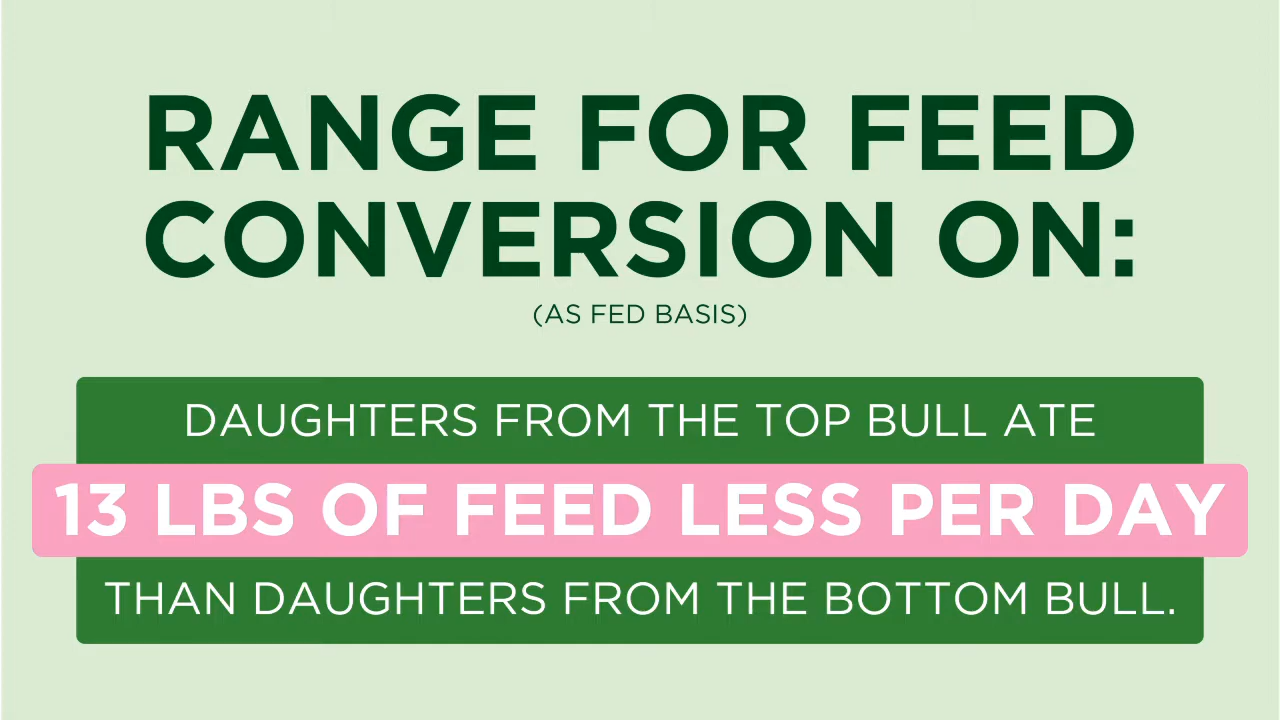 RANGE FOR FEED
CONVERSION ON:
(AS FED BASIS)
DAUGHTERS FROM THE TOP BULL ATE
13 LBS OF FEED LESS PER DAY
THAN DAUGHTERS FROM THE BOTTOM BULL.